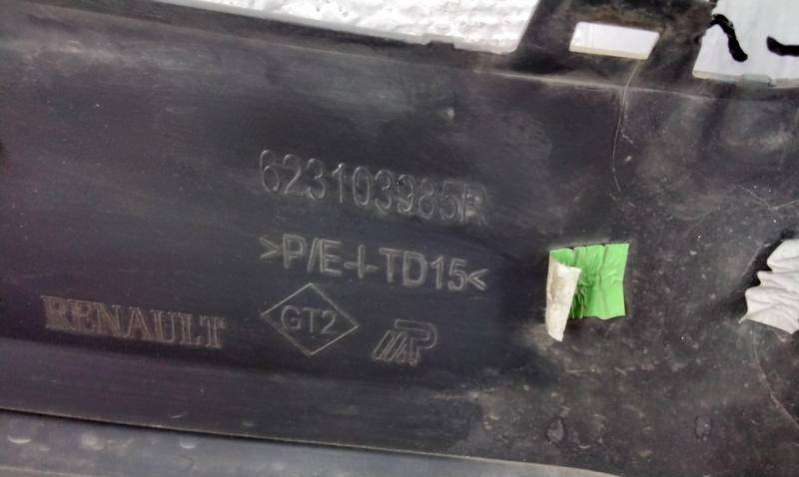 623103985R
>P/E-I-TD15<
RENAULT
GT2